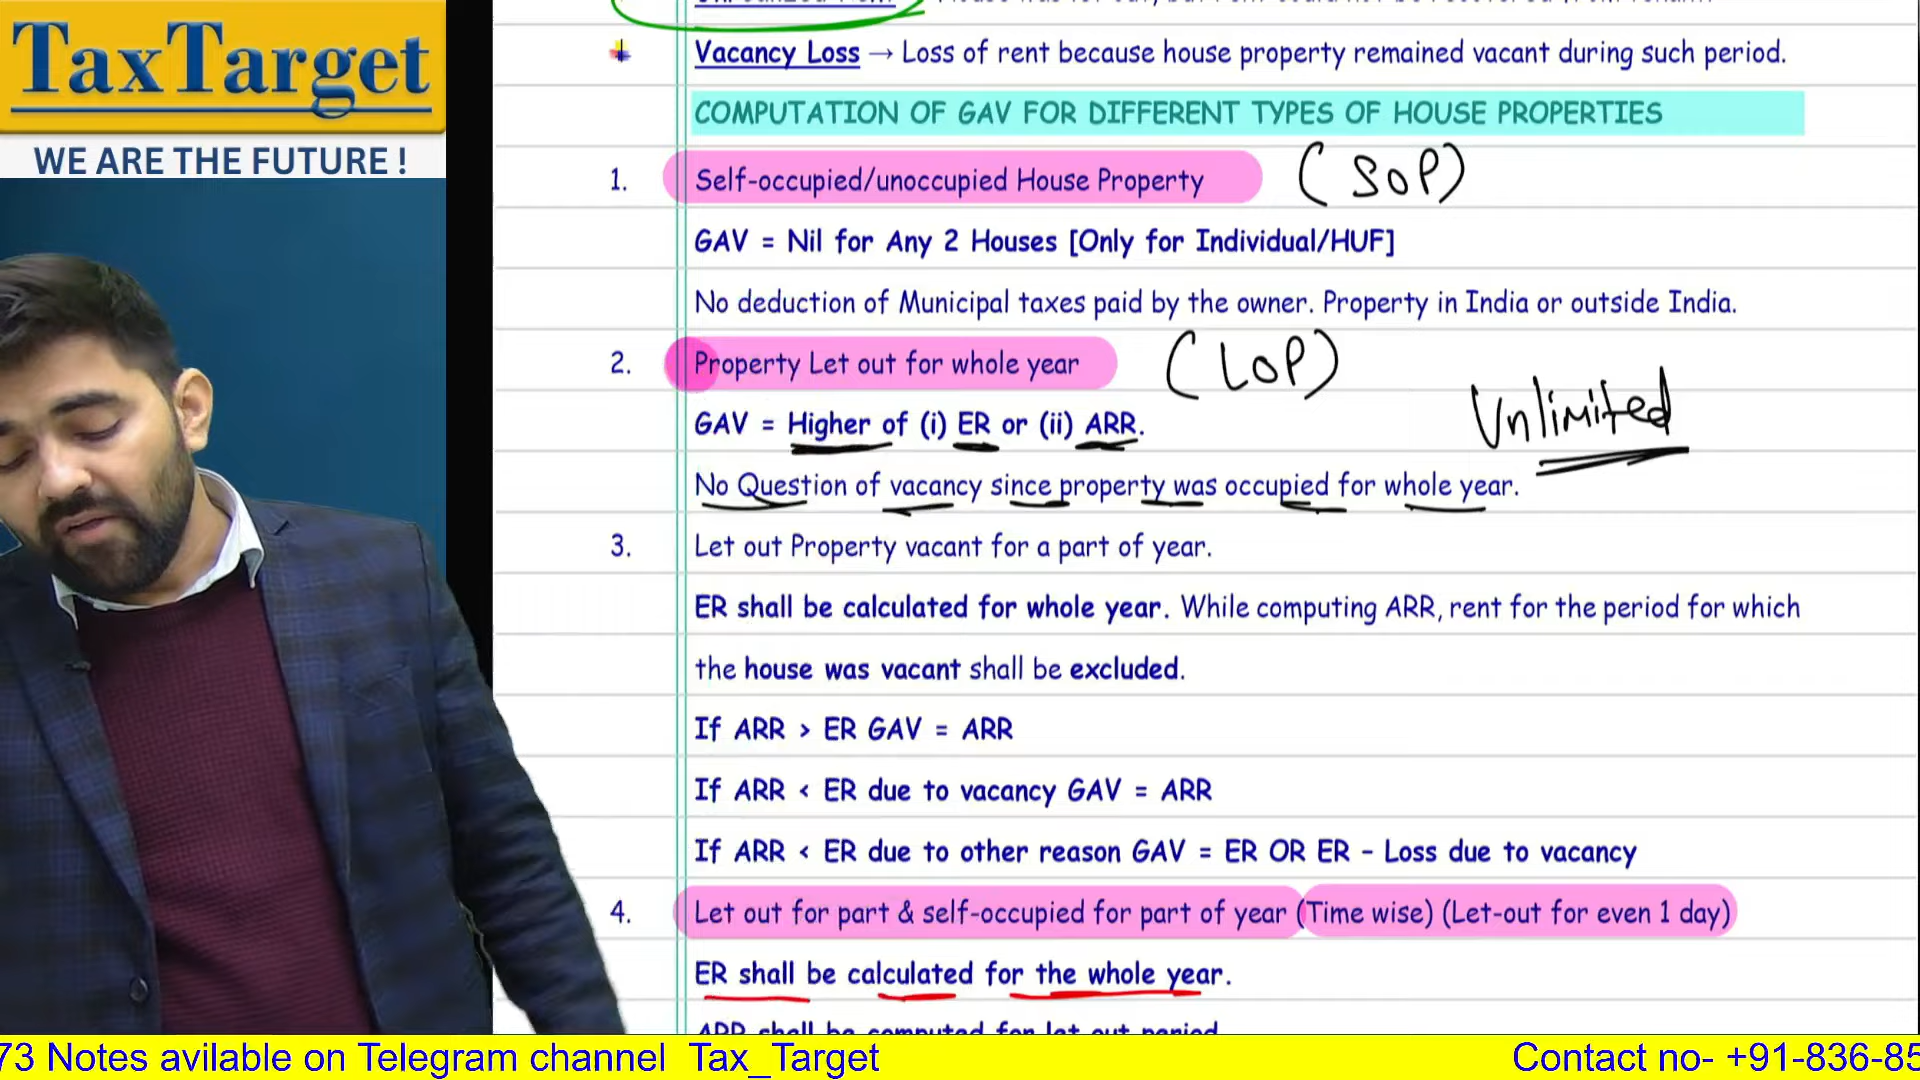 TaxTarget
WE ARE THE FUTURE !
Vacancy Loss → Loss of rent because house property remained vacant during such period.
COMPUTATION OF GAV FOR DIFFERENT TYPES OF HOUSE PROPERTIES
1. Self-occupied/unoccupied House Property (SOP)
GAV = Nil for Any 2 Houses [Only for Individual/HUF]
No deduction of Municipal taxes paid by the owner. Property in India or outside India.
2. Property Let out for whole year (LOP)
Unlimited
GAV = Higher of (i) ER or (ii) ARR.
No Question of vacancy since property was occupied for whole year.
3. Let out Property vacant for a part of year.
ER shall be calculated for whole year. While computing ARR, rent for the period for which
the house was vacant shall be excluded.
If ARR > ER GAV = ARR
If ARR < ER due to vacancy GAV = ARR
If ARR < ER due to other reason GAV = ER OR ER - Loss due to vacancy
4. Let out for part & self-occupied for part of year (Time wise) (Let-out for even 1 day)
ER shall be calculated for the whole year.
ARR shall be computed for let out period
73 Notes avilable on Telegram channel Tax_Target Contact no- +91-836-85